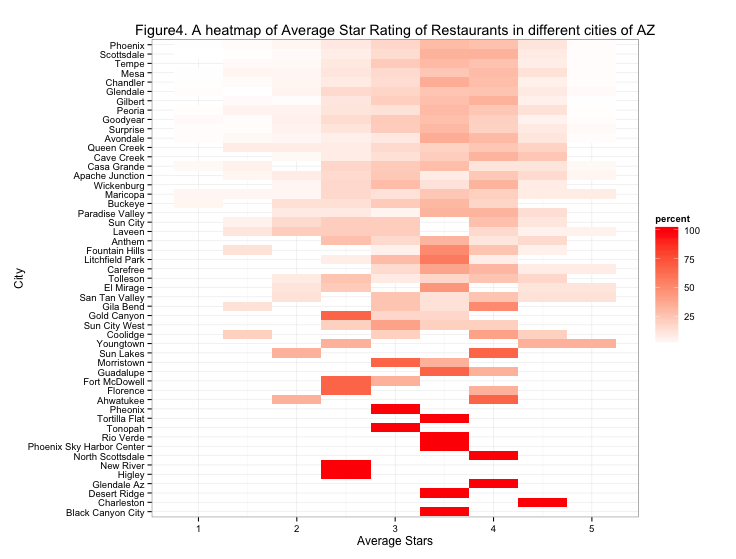 Figure4. A heatmap of Average Star Rating of Restaurants in different cities of AZ
Phoenix
Scottsdale
Tempe
Mesa
Chandler
Glendale
Gilbert
Peoria
Goodyear
Surprise
Avondale
Queen Creek
Cave Creek
Casa Grande
Apache Junction
Wickenburg
Maricopa
Buckeye
Paradise Valley
Sun City
Laveen
Anthem
Fountain Hills
Litchfield Park
Carefree
Tolleson
El Mirage
San Tan Valley
Gila Bend
Gold Canyon
Sun City West
Coolidge
Youngtown
Sun Lakes
Morristown
Guadalupe
Fort McDowell
Florence
Ahwatukee
Pheonix
Tortilla Flat
Tonopah
Rio Verde
Phoenix Sky Harbor Center
North Scottsdale
New River
Higley
Glendale Az
Desert Ridge
Charleston
Black Canyon City
City
1 2 3 4 5
Average Stars
percent
100
75
50
25